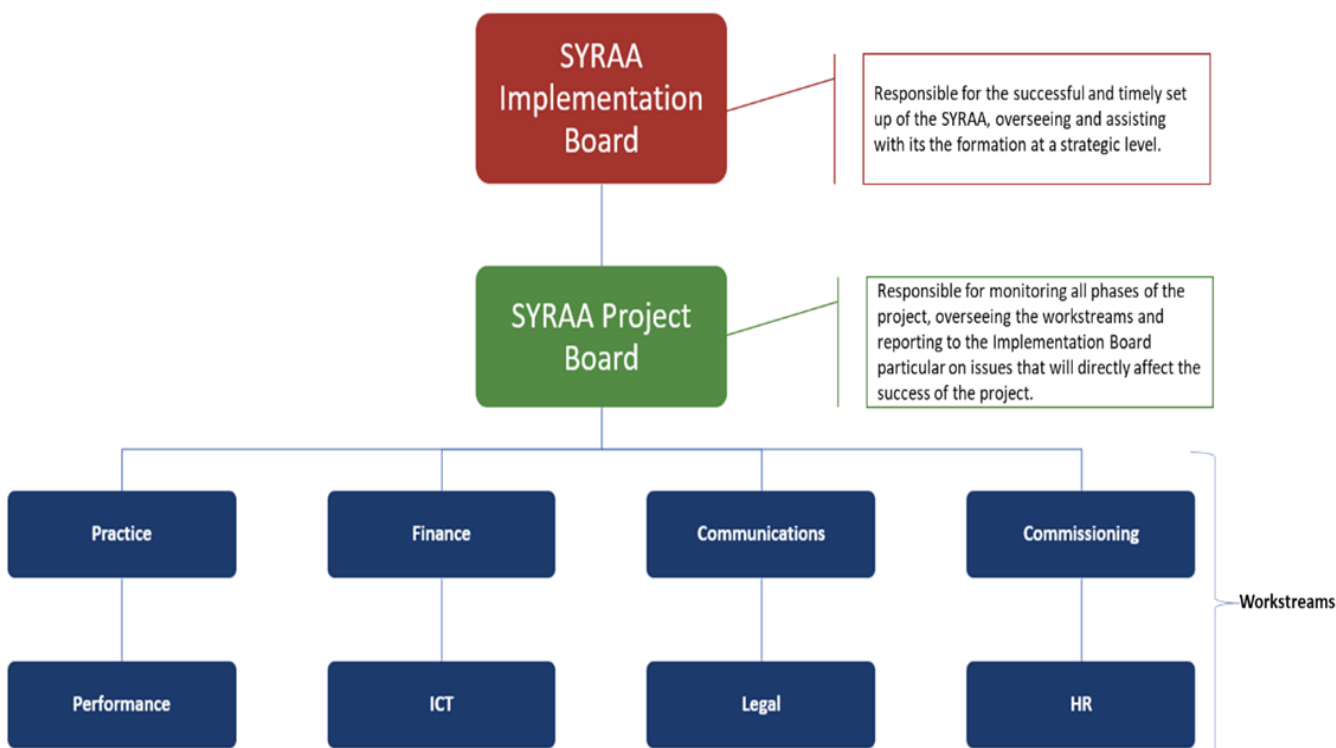 SYRAA
Implementation
Board
Responsible for the successful and timely set
up of the SYRAA, overseeing and assisting
with its the formation at a strategic level.
SYRAA Project
Board
Responsible for monitoring all phases of the
project, overseeing the workstreams and
reporting to the Implementation Board
particular on issues that will directly affect the
success of the project.
Practice
Finance
Communications
Commissioning
Workstreams
Performance
ICT
Legal
HR